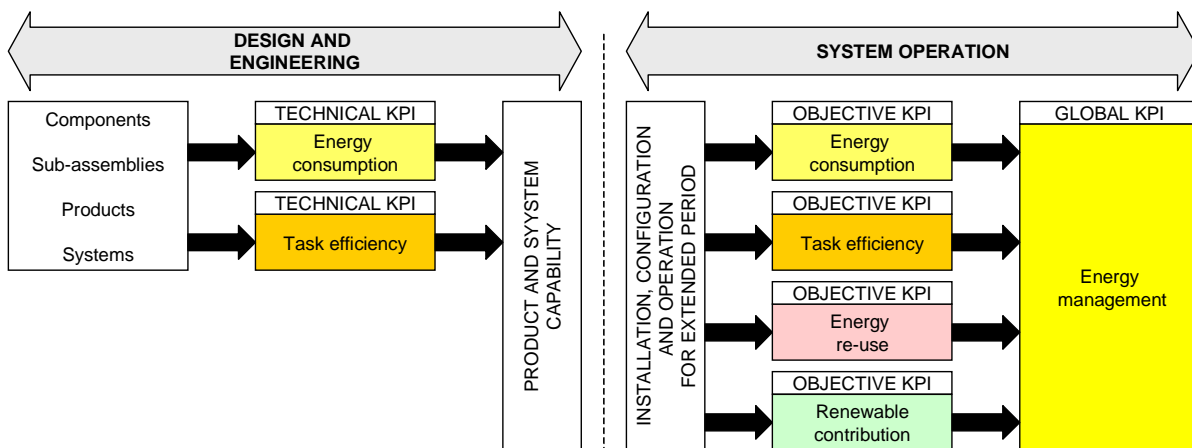 DESIGN AND
ENGINEERING
SYSTEM OPERATION
Components
Sub-assemblies
Products
Systems
TECHNICAL KPI
Energy
consumption
TECHNICAL KPI
Task efficiency
PRODUCT AND SYYSTEM
CAPABILITY
INSTALLATION, CONFIGURATION
AND OPERATION
FOR EXTENDED PERIOD
OBJECTIVE KPI
Energy
consumption
OBJECTIVE KPI
Task efficiency
OBJECTIVE KPI
Energy
re-use
OBJECTIVE KPI
Renewable
contribution
GLOBAL KPI
Energy
management